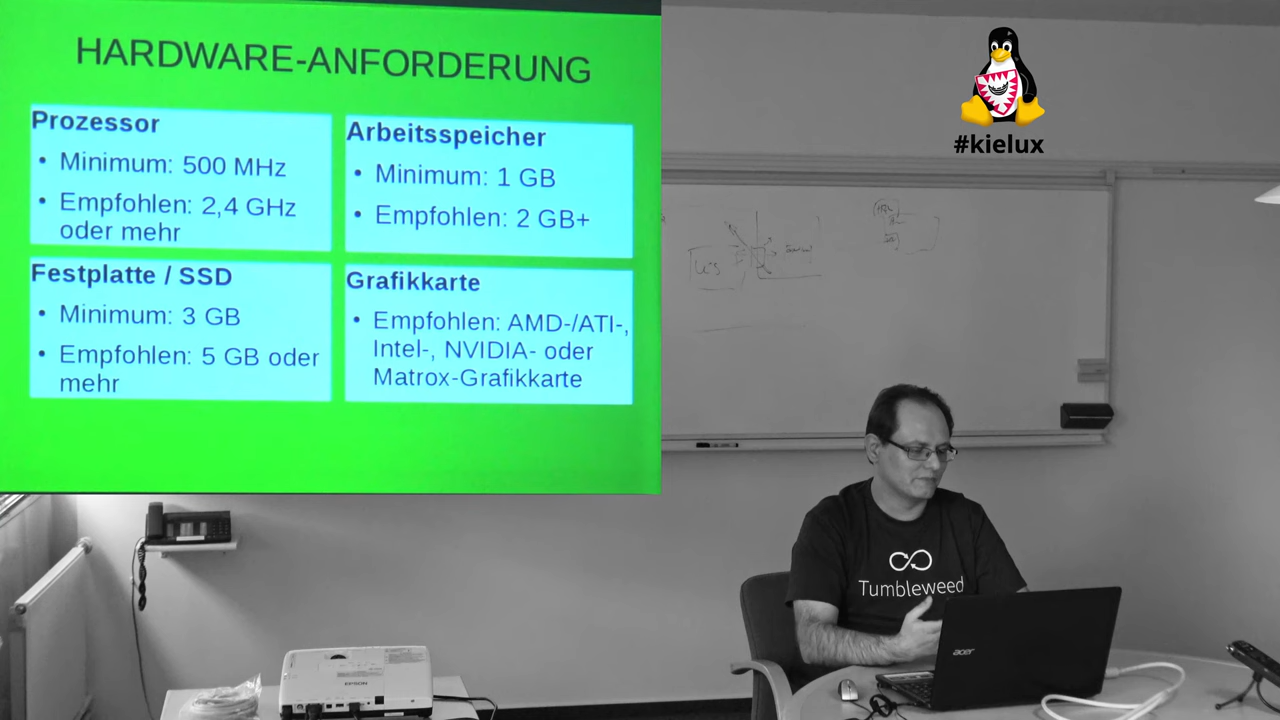 HARDWARE-ANFORDERUNG
Prozessor
• Minimum: 500 MHz
• Empfohlen: 2,4 GHz
oder mehr
Arbeitsspeicher
• Minimum: 1 GB
• Empfohlen: 2 GB+
Festplatte / SSD
• Minimum: 3 GB
• Empfohlen: 5 GB oder
mehr
Grafikkarte
• Empfohlen: AMD-/ATI-,
Intel-, NVIDIA- oder
Matrox-Grafikkarte
#kielux
Tumbleweed
acer
EPSON